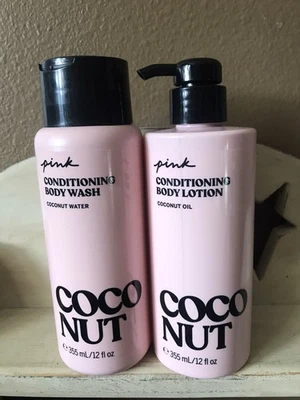 pink
CONDITIONING
BODY WASH
COCONUT WATER
COCO
NUT
℮ 355 mL/12 fl oz
pink
CONDITIONING
BODY LOTION
COCONUT OIL
COCO
NUT
℮ 355 mL/12 fl oz